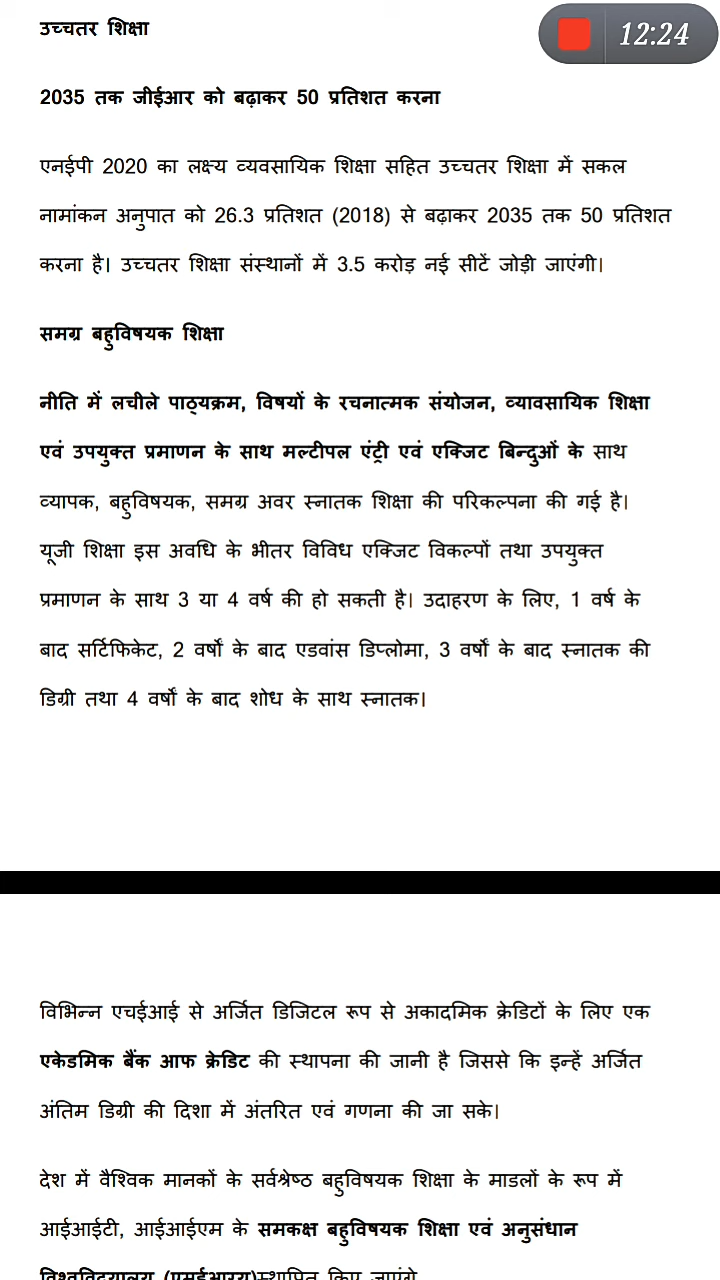 उच्चतर शिक्षा
12:24
2035 तक जीईआर को बढ़ाकर 50 प्रतिशत करना
एनईपी 2020 का लक्ष्य व्यवसायिक शिक्षा सहित उच्चतर शिक्षा में सकल
नामांकन अनुपात को 26.3 प्रतिशत (2018) से बढ़ाकर 2035 तक 50 प्रतिशत
करना है। उच्चतर शिक्षा संस्थानों में 3.5 करोड़ नई सीटें जोड़ी जाएंगी।
समग्र बहुविषयक शिक्षा
नीति में लचीले पाठ्यक्रम, विषयों के रचनात्मक संयोजन, व्यावसायिक शिक्षा
एवं उपयुक्त प्रमाणन के साथ मल्टीपल एंट्री एवं एक्जिट बिन्दुओं के साथ
व्यापक, बहुविषयक, समग्र अवर स्नातक शिक्षा की परिकल्पना की गई है।
यूजी शिक्षा इस अवधि के भीतर विविध एक्जिट विकल्पों तथा उपयुक्त
प्रमाणन के साथ 3 या 4 वर्ष की हो सकती है। उदाहरण के लिए, 1 वर्ष के
बाद सर्टिफिकेट, 2 वर्षों के बाद एडवांस डिप्लोमा, 3 वर्षों के बाद स्नातक की
डिग्री तथा 4 वर्षों के बाद शोध के साथ स्नातक।
विभिन्न एचईआई से अर्जित डिजिटल रूप से अकादमिक क्रेडिटों के लिए एक
एकेडमिक बैंक आफ क्रेडिट की स्थापना की जानी है जिससे कि इन्हें अर्जित
अंतिम डिग्री की दिशा में अंतरित एवं गणना की जा सके।
देश में वैश्विक मानकों के सर्वश्रेष्ठ बहुविषयक शिक्षा के माडलों के रूप में
आईआईटी, आईआईएम के समकक्ष बहुविषयक शिक्षा एवं अनुसंधान
विश्वविद्यालय (एमईआरयू)स्थापित किए जाएंगे